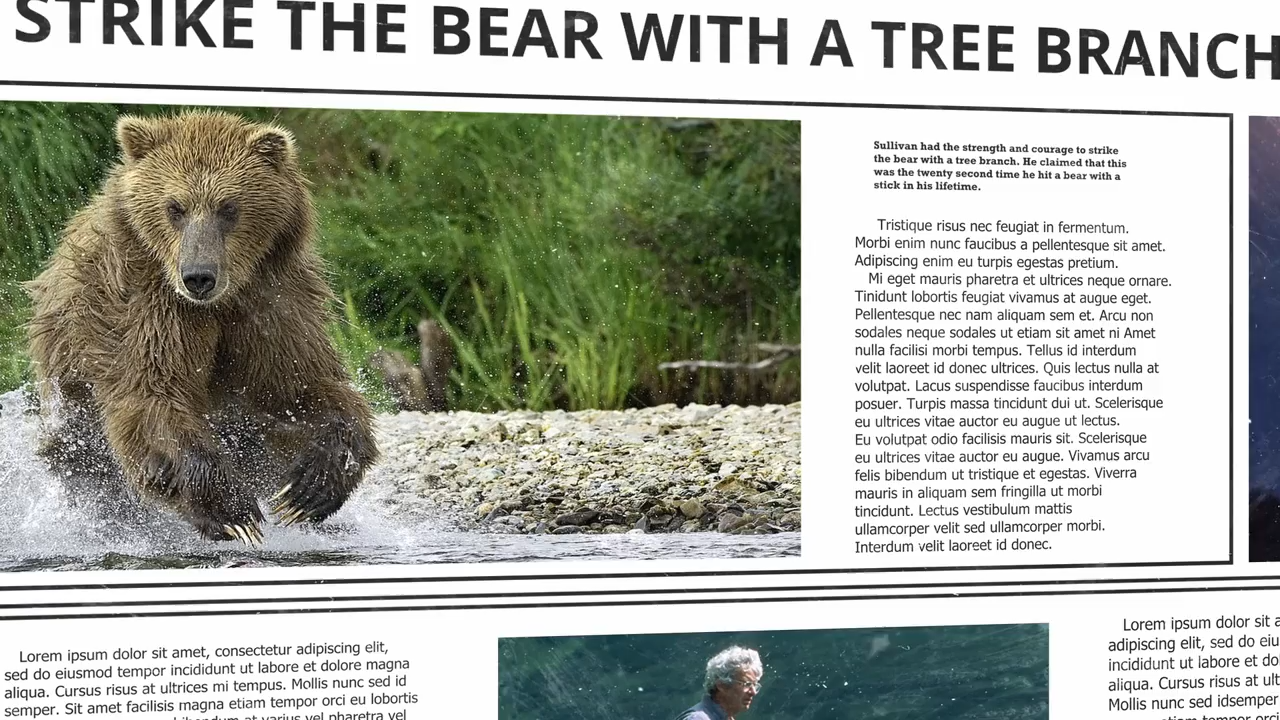 STRIKE THE BEAR WITH A TREE BRANCH
Sullivan had the strength and courage to strike
the bear with a tree branch. He claimed that this
was the twenty second time he hit a bear with a
stick in his lifetime.
Tristique risus nec feugiat in fermentum.
Morbi enim nunc faucibus a pellentesque sit amet.
Adipiscing enim eu turpis egestas pretium.
Mi eget mauris pharetra et ultrices neque ornare.
Tinidunt lobortis feugiat vivamus at augue eget.
Pellentesque nec nam aliquam sem et. Arcu non
sodales neque sodales ut etiam sit amet ni Amet
nulla facilisi morbi tempus. Tellus id interdum
velit laoreet id donec ultrices. Quis lectus nulla at
volutpat. Lacus suspendisse faucibus interdum
posuer. Turpis massa tincidunt dui ut. Scelerisque
eu ultrices vitae auctor eu augue ut lectus.
Eu volutpat odio facilisis mauris sit. Scelerisque
eu ultrices vitae auctor eu augue. Vivamus arcu
felis bibendum ut tristique et egestas. Viverra
mauris in aliquam sem fringilla ut morbi
tincidunt. Lectus vestibulum mattis
ullamcorper velit sed ullamcorper morbi.
Interdum velit laoreet id donec.
Lorem ipsum dolor sit amet, consectetur adipiscing elit,
sed do eiusmod tempor incididunt ut labore et dolore magna
aliqua. Cursus risus at ultrices mi tempus. Mollis nunc sed id
semper. Sit amet facilisis magna etiam tempor orci eu lobortis
at varius vel pharetra vel
Lorem ipsum dolor sit
adipiscing elit, sed do
incididunt ut labore et
aliqua. Cursus risus at
Mollis nunc sed idsemper
etiam tempor